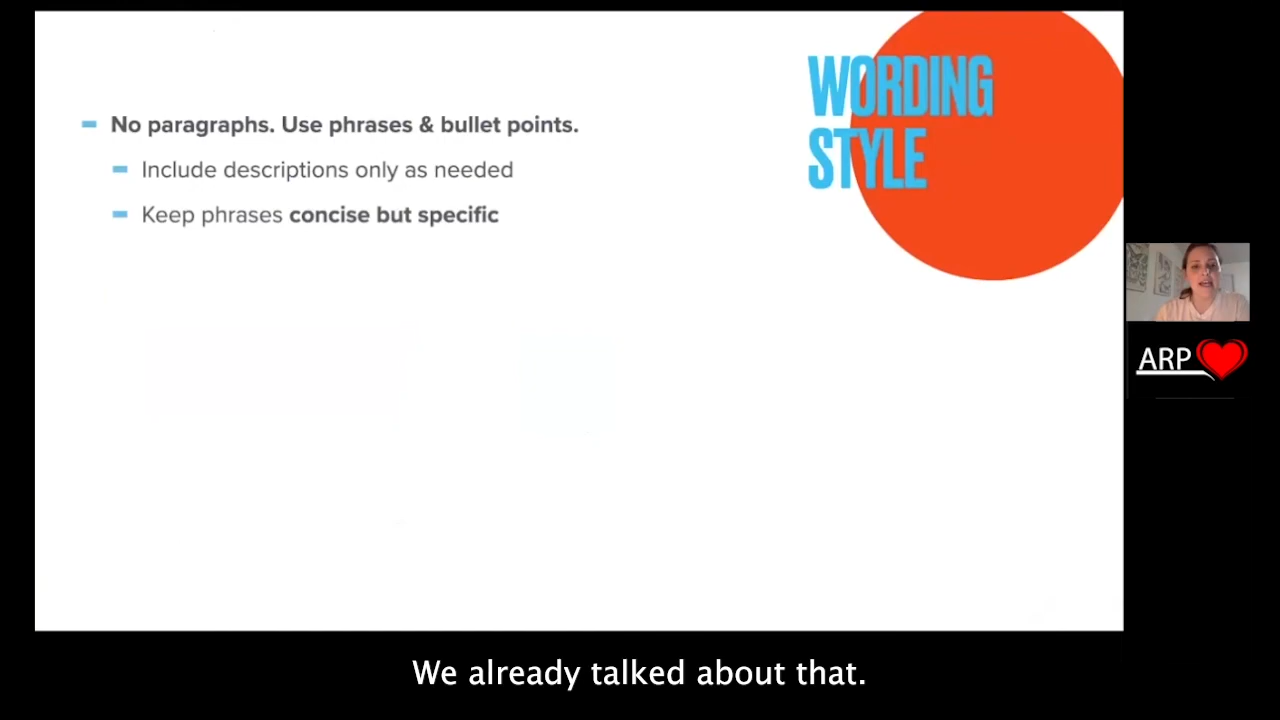 WORDING
STYLE
No paragraphs. Use phrases & bullet points.
Include descriptions only as needed
Keep phrases concise but specific
ARP
We already talked about that.